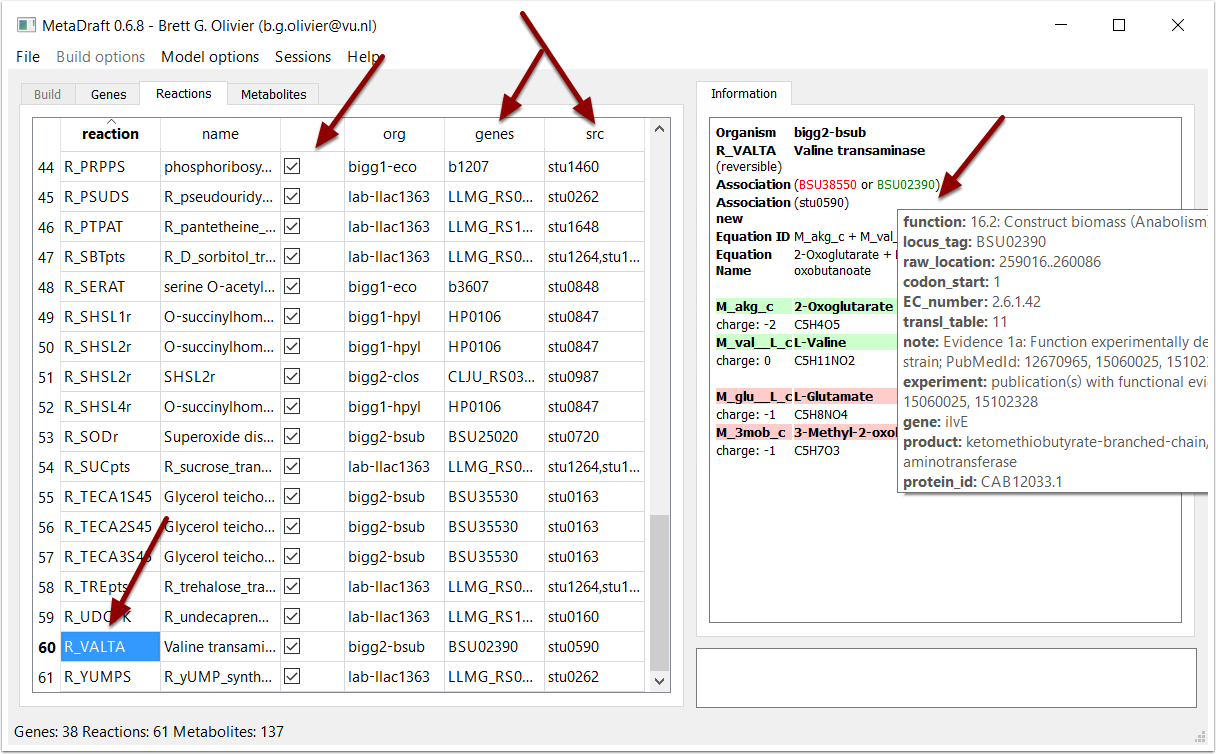 MetaDraft 0.6.8 - Brett G. Olivier (b.g.olivier@vu.nl)
File Build options Model options Sessions Help
Build Genes Reactions Metabolites
reaction name org genes src
44 R_PRPPS phosphoribosy... bigg1-eco b1207 stu1460
45 R_PSUDS R_pseudouridy... lab-llac1363 LLMG_RS0... stu0262
46 R_PTPAT R_pantetheine_... lab-llac1363 LLMG_RS1... stu1648
47 R_SBTpts R_D_sorbitol_tr... lab-llac1363 LLMG_RS0... stu1264,stu1...
48 R_SERAT serine O-acetyl... bigg1-eco b3607 stu0848
49 R_SHSL1r O-succinylhom... bigg1-hpyl HP0106 stu0847
50 R_SHSL2r O-succinylhom... bigg1-hpyl HP0106 stu0847
51 R_SHSL2r SHSL2r bigg2-clos CLJU_RS03... stu0987
52 R_SHSL4r O-succinylhom... bigg1-hpyl HP0106 stu0847
53 R_SODr Superoxide dis... bigg2-bsub BSU25020 stu0720
54 R_SUCpts R_sucrose_tran... lab-llac1363 LLMG_RS0... stu1264,stu1...
55 R_TECA1S45 Glycerol teicho... bigg2-bsub BSU35530 stu0163
56 R_TECA2S45 Glycerol teicho... bigg2-bsub BSU35530 stu0163
57 R_TECA3S45 Glycerol teicho... bigg2-bsub BSU35530 stu0163
58 R_TREpts R_trehalose_tra... lab-llac1363 LLMG_RS0... stu1264,stu1...
59 R_undecapren... lab-llac1363 LLMG_RS1... stu0160
60 R_VALTA Valine transami... bigg2-bsub BSU02390 stu0590
61 R_YUMPS R_yUMP_synth... lab-llac1363 LLMG_RS0... stu0262
Information
Organism bigg2-bsub
R_VALTA Valine transaminase
(reversible)
Association (BSU38550 or BSU02390)
Association (stu0590)
new
Equation ID M_akg_c + M_val_
Equation 2-Oxoglutarate +
Name oxobutanoate
M_akg_c 2-Oxoglutarate
charge: -2 C5H4O5
M_val__L_c L-Valine
charge: 0 C5H11NO2
M_glu__L_c L-Glutamate
charge: -1 C5H8NO4
M_3mob_c 3-Methyl-2-oxo
charge: -1 C5H7O3
function: 16.2: Construct biomass (Anabolism)
locus_tag: BSU02390
raw_location: 259016..260086
codon_start: 1
EC_number: 2.6.1.42
transl_table: 11
note: Evidence 1a: Function experimentally de
strain; PubMedId: 12670965, 15060025, 15102
experiment: publication(s) with functional evi
15060025, 15102328
gene: ilvE
product: ketomethiobutyrate-branched-chain/
aminotransferase
protein_id: CAB12033.1
Genes: 38 Reactions: 61 Metabolites: 137